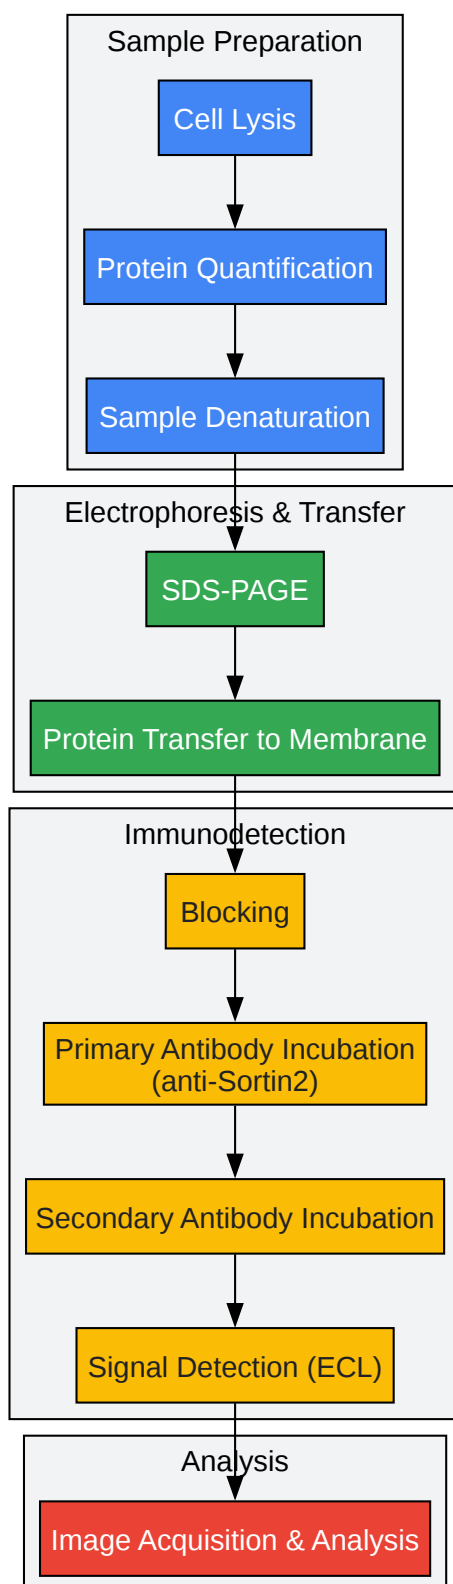 Sample Preparation
Cell Lysis
Protein Quantification
Sample Denaturation
Electrophoresis & Transfer
SDS-PAGE
Protein Transfer to Membrane
Immunodetection
Blocking
Primary Antibody Incubation
(anti-Sortin2)
Secondary Antibody Incubation
Signal Detection (ECL)
Analysis
Image Acquisition & Analysis